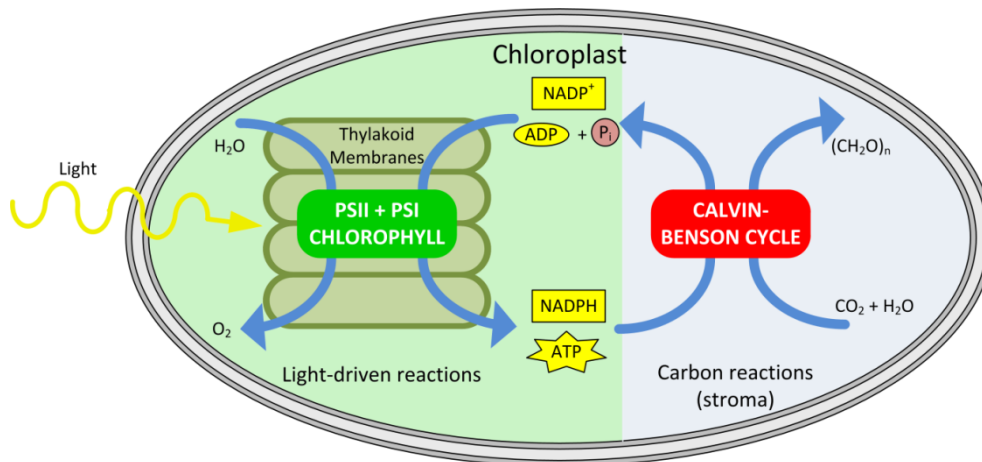 Chloroplast
NADP⁺
ADP + Pᵢ
H₂O
Thylakoid
Membranes
(CH₂O)ₙ
Light
PSII + PSI
CHLOROPHYLL
CALVIN-
BENSON CYCLE
NADPH
CO₂ + H₂O
O₂
ATP
Light-driven reactions
Carbon reactions
(stroma)